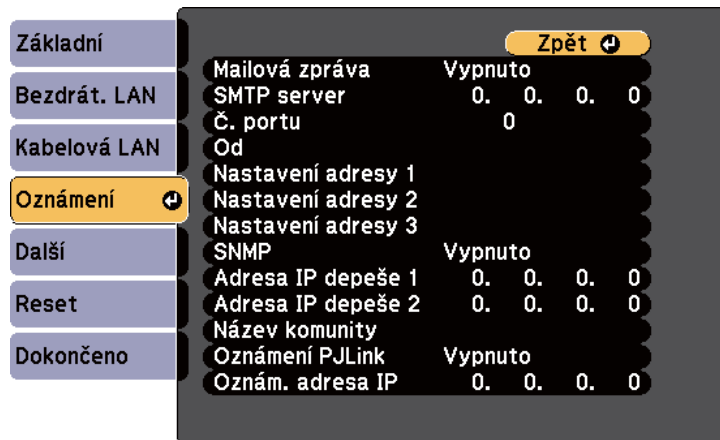 Základní
Bezdrát. LAN
Kabelová LAN
Oznámení
Další
Reset
Dokončeno
Zpět
Mailová zpráva Vypnuto
SMTP server 0. 0. 0. 0
Č. portu 0
Od
Nastavení adresy 1
Nastavení adresy 2
Nastavení adresy 3
SNMP Vypnuto
Adresa IP depeše 1 0. 0. 0. 0
Adresa IP depeše 2 0. 0. 0. 0
Název komunity
Oznámení PJLink Vypnuto
Oznám. adresa IP 0. 0. 0. 0